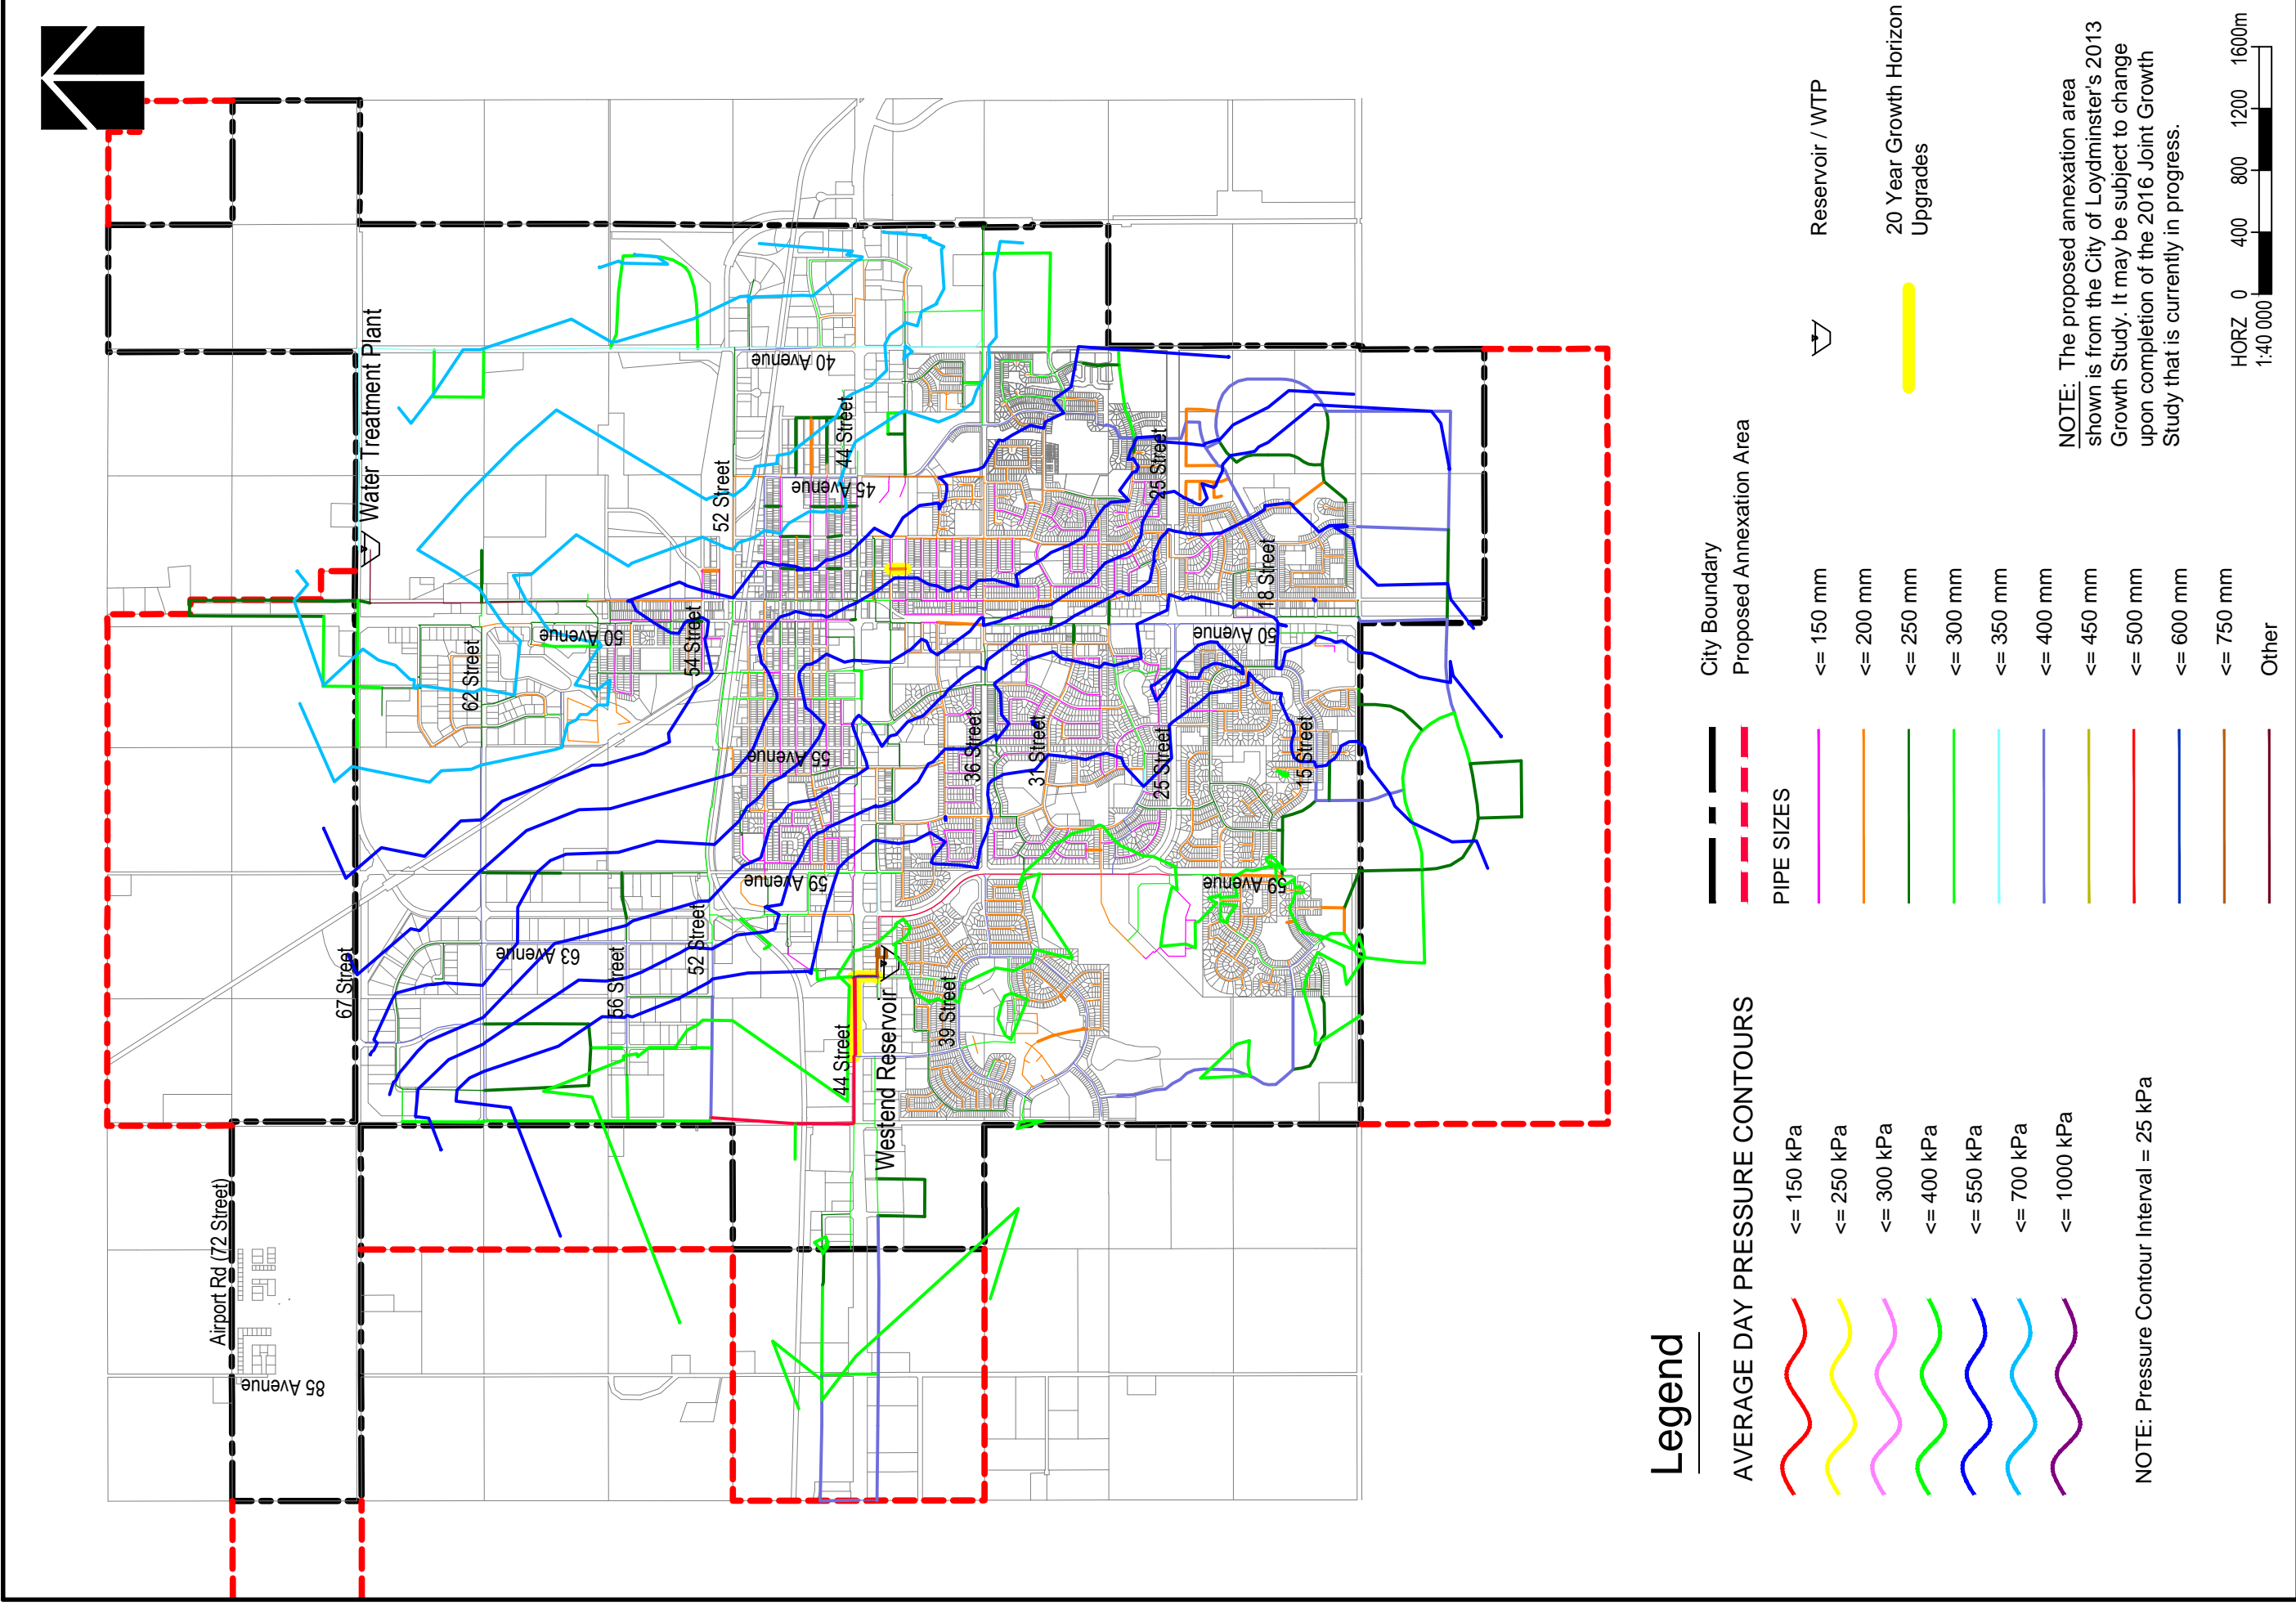 Airport Rd (72 Street)
85 Avenue
67 Street
Water Treatment Plant
62 Street
50 Avenue
54 Street
52 Street
40 Avenue
44 Street
45 Avenue
63 Avenue
56 Street
52 Street
59 Avenue
55 Avenue
44 Street
Westend Reservoir
39 Street
36 Street
31 Street
25 Street
25 Street
59 Avenue
15 Street
50 Avenue
18 Street
Legend
AVERAGE DAY PRESSURE CONTOURS
<= 150 kPa
<= 250 kPa
<= 300 kPa
<= 400 kPa
<= 550 kPa
<= 700 kPa
<= 1000 kPa
NOTE: Pressure Contour Interval = 25 kPa
City Boundary
Proposed Annexation Area
PIPE SIZES
<= 150 mm
<= 200 mm
<= 250 mm
<= 300 mm
<= 350 mm
<= 400 mm
<= 450 mm
<= 500 mm
<= 600 mm
<= 750 mm
Other
Reservoir / WTP
20 Year Growth Horizon
Upgrades
NOTE: The proposed annexation area
shown is from the City of Loydminster's 2013
Growth Study. It may be subject to change
upon completion of the 2016 Joint Growth
Study that is currently in progress.
HORZ 0 400 800 1200 1600m
1:40 000